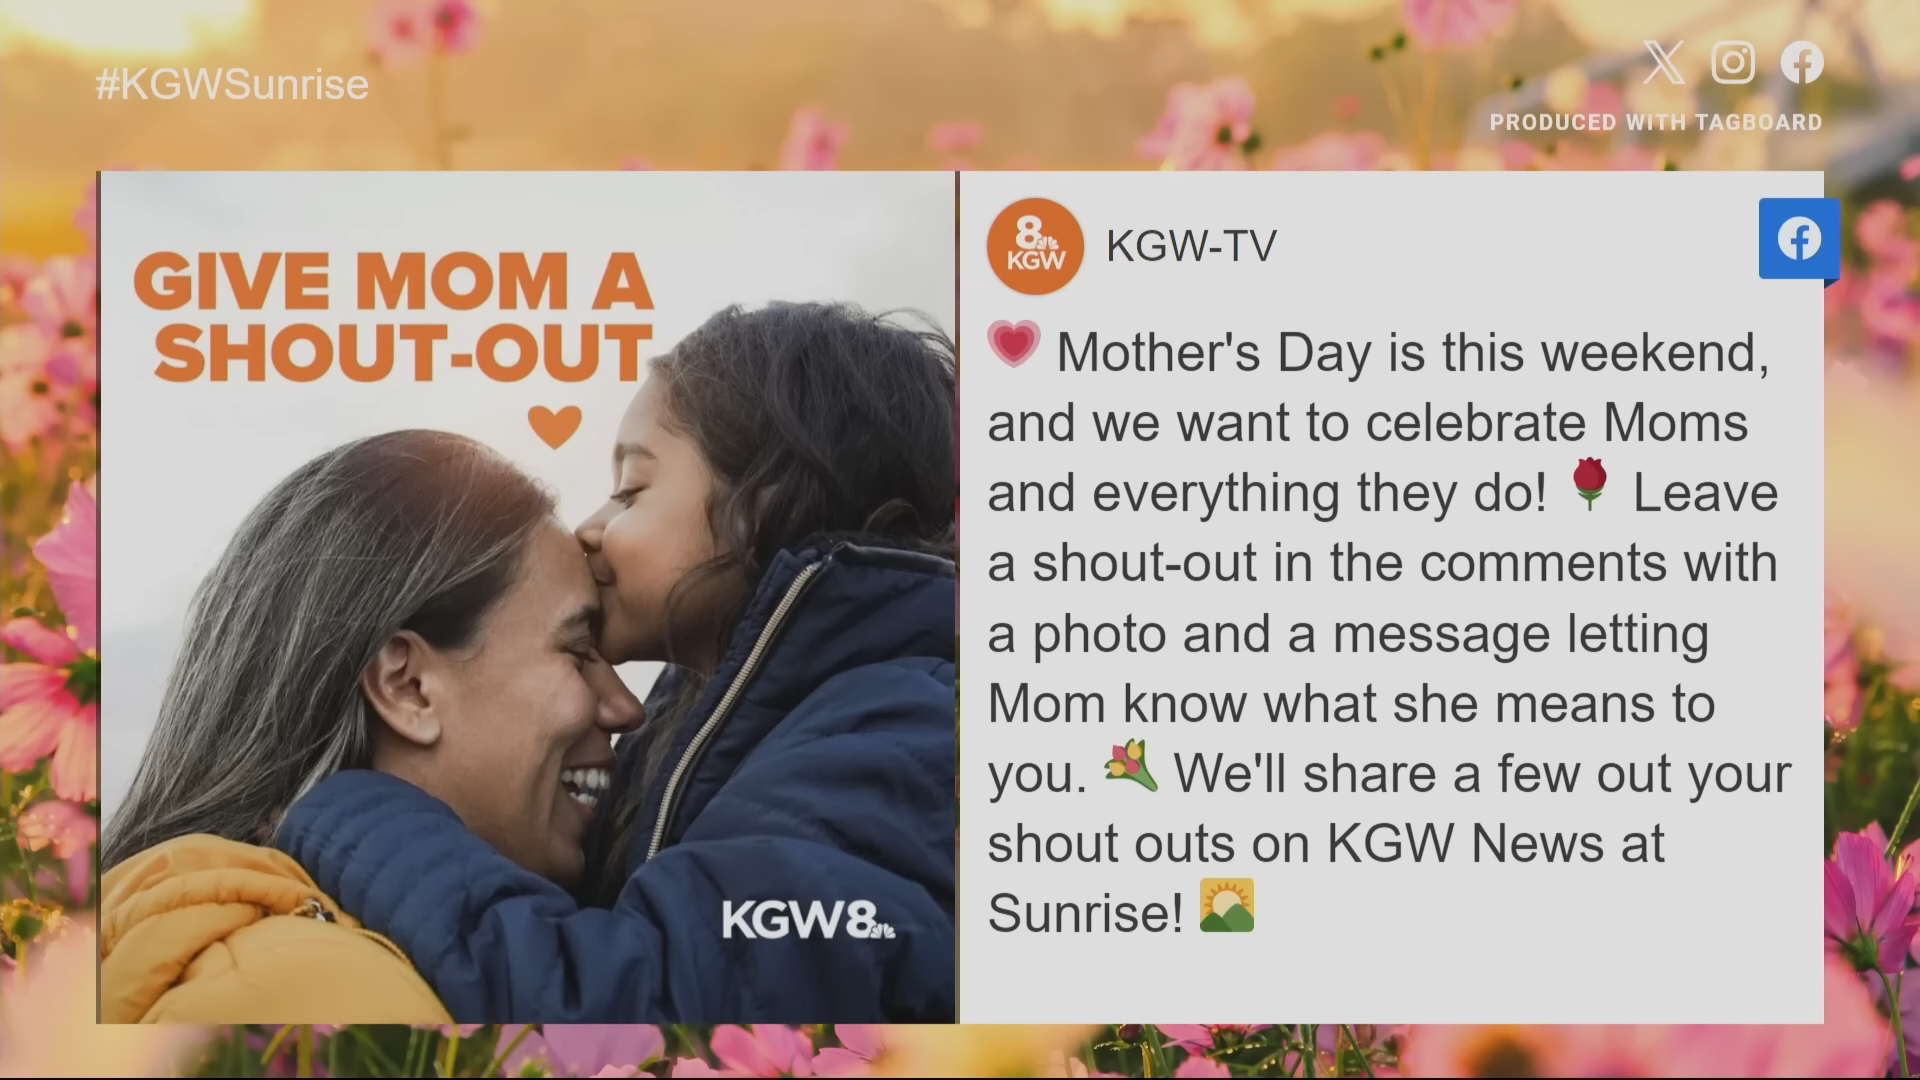 #KGWSunrise
PRODUCED WITH TAGBOARD
GIVE MOM A
SHOUT-OUT
KGW8
8
KGW
KGW-TV
💗 Mother's Day is this weekend,
and we want to celebrate Moms
and everything they do! 🌹 Leave
a shout-out in the comments with
a photo and a message letting
Mom know what she means to
you. 💐 We'll share a few out your
shout outs on KGW News at
Sunrise! 🌄